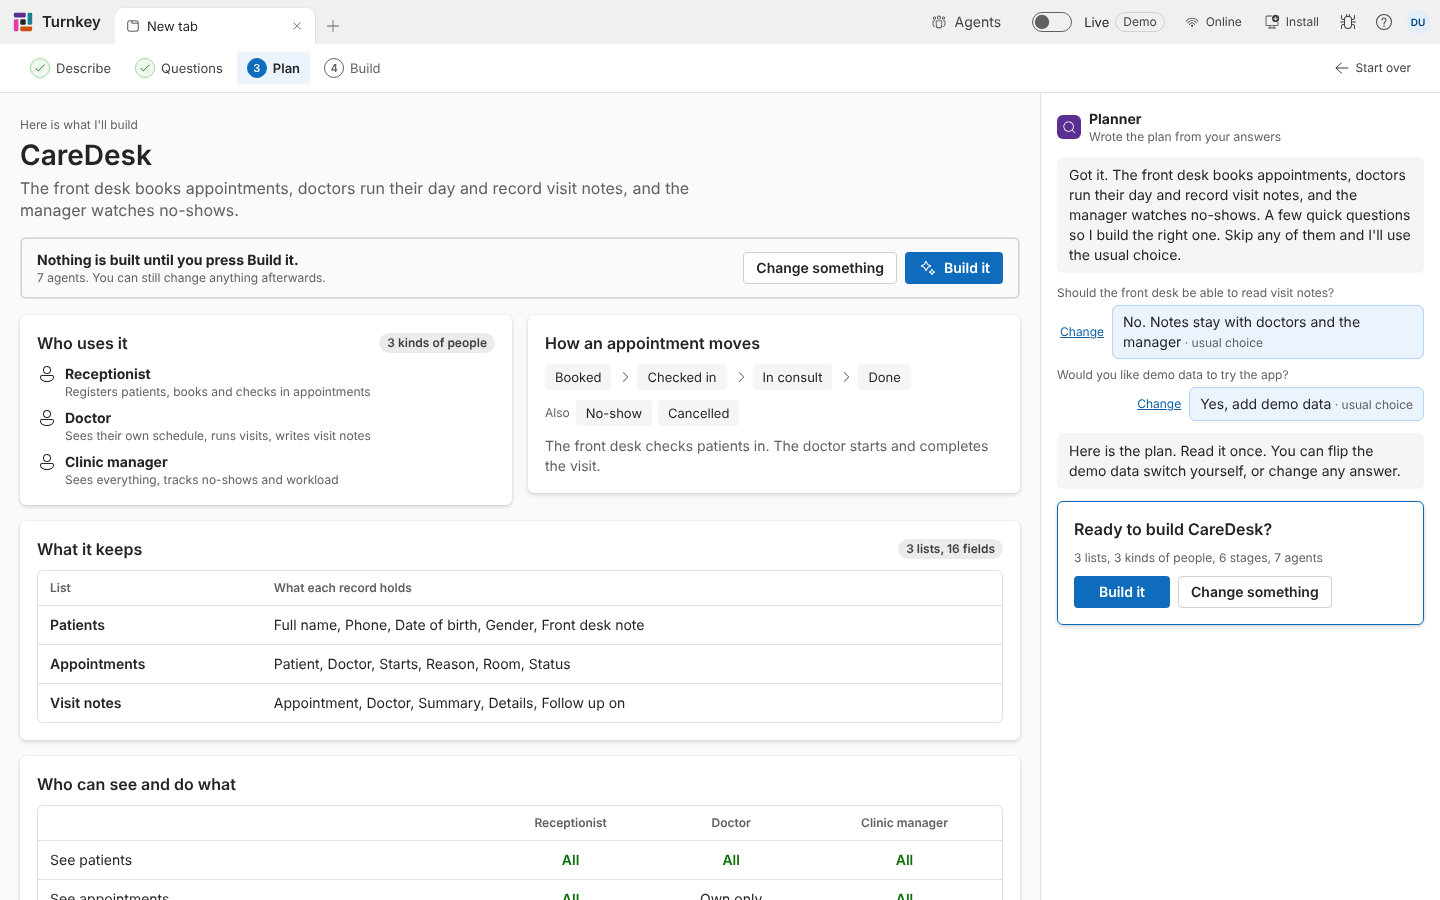 Turnkey
New tab
Agents
Live
Demo
Online
Install
DU
Describe
Questions
3 Plan
4 Build
Start over
Here is what I'll build
CareDesk
The front desk books appointments, doctors run their day and record visit notes, and the
manager watches no-shows.
Nothing is built until you press Build it.
7 agents. You can still change anything afterwards.
Change something
Build it
Who uses it
3 kinds of people
Receptionist
Registers patients, books and checks in appointments
Doctor
Sees their own schedule, runs visits, writes visit notes
Clinic manager
Sees everything, tracks no-shows and workload
How an appointment moves
Booked
Checked in
In consult
Done
Also
No-show
Cancelled
The front desk checks patients in. The doctor starts and completes
the visit.
What it keeps
3 lists, 16 fields
List
What each record holds
Patients
Full name, Phone, Date of birth, Gender, Front desk note
Appointments
Patient, Doctor, Starts, Reason, Room, Status
Visit notes
Appointment, Doctor, Summary, Details, Follow up on
Who can see and do what
Receptionist
Doctor
Clinic manager
See patients
All
All
All
See appointments
All
Own only
All
Planner
Wrote the plan from your answers
Got it. The front desk books appointments, doctors
run their day and record visit notes, and the
manager watches no-shows. A few quick questions
so I build the right one. Skip any of them and I'll use
the usual choice.
Should the front desk be able to read visit notes?
Change
No. Notes stay with doctors and the
manager · usual choice
Would you like demo data to try the app?
Change
Yes, add demo data · usual choice
Here is the plan. Read it once. You can flip the
demo data switch yourself, or change any answer.
Ready to build CareDesk?
3 lists, 3 kinds of people, 6 stages, 7 agents
Build it
Change something